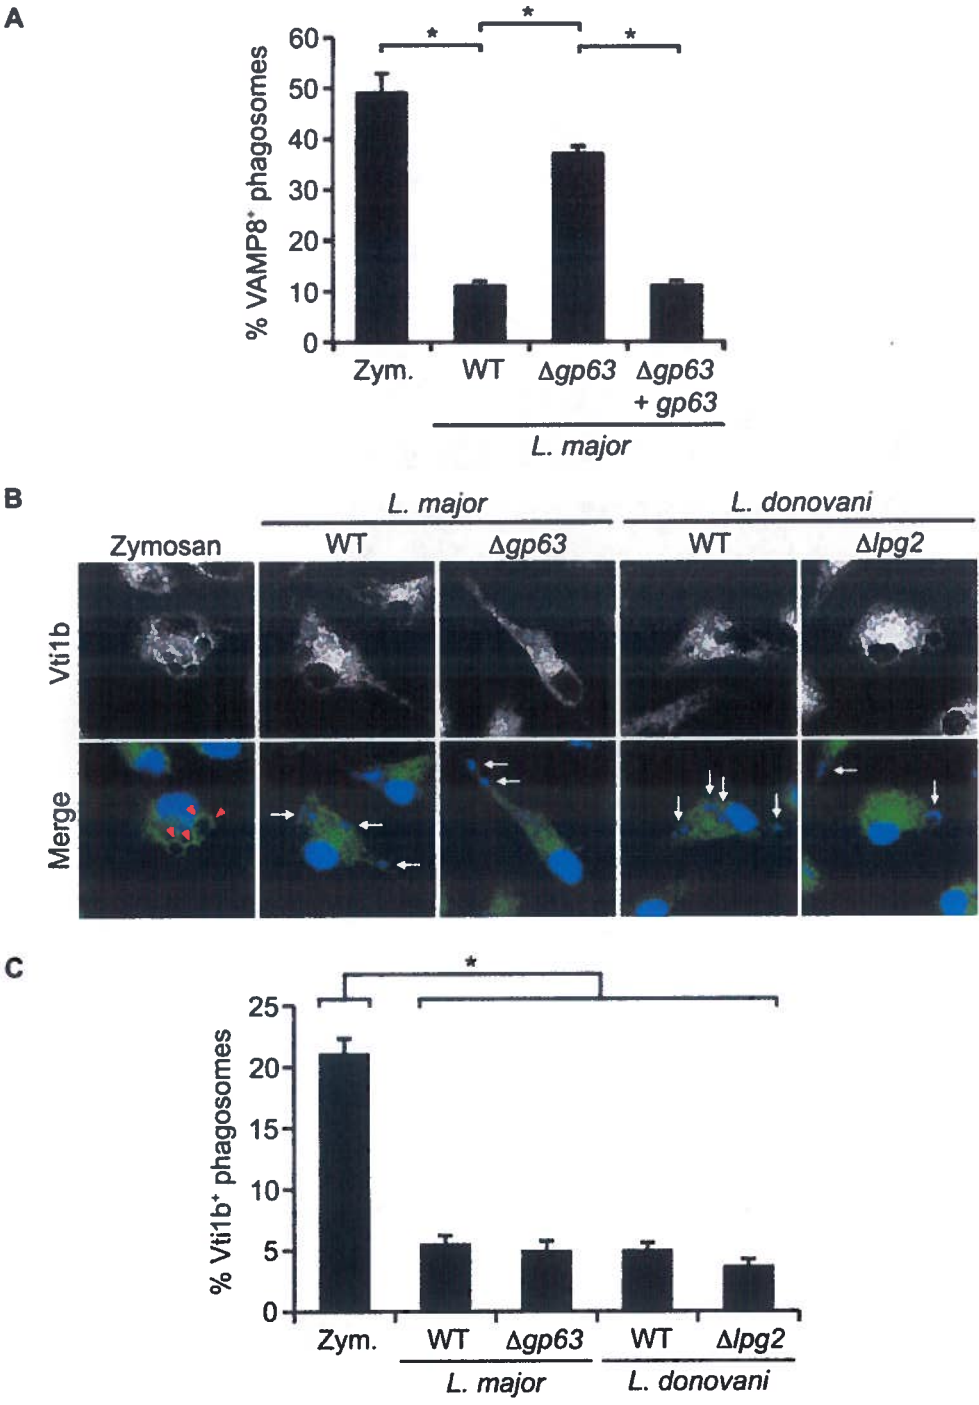 A
* * *
% VAMP8⁺ phagosomes
60
50
40
30
20
10
0
Zym. WT Δgp63 Δgp63
+ gp63
L. major
B
L. major L. donovani
Zymosan WT Δgp63 WT Δlpg2
Vti1b
Merge
C
*
% Vti1b⁺ phagosomes
25
20
15
10
5
0
Zym. WT Δgp63 WT Δlpg2
L. major L. donovani